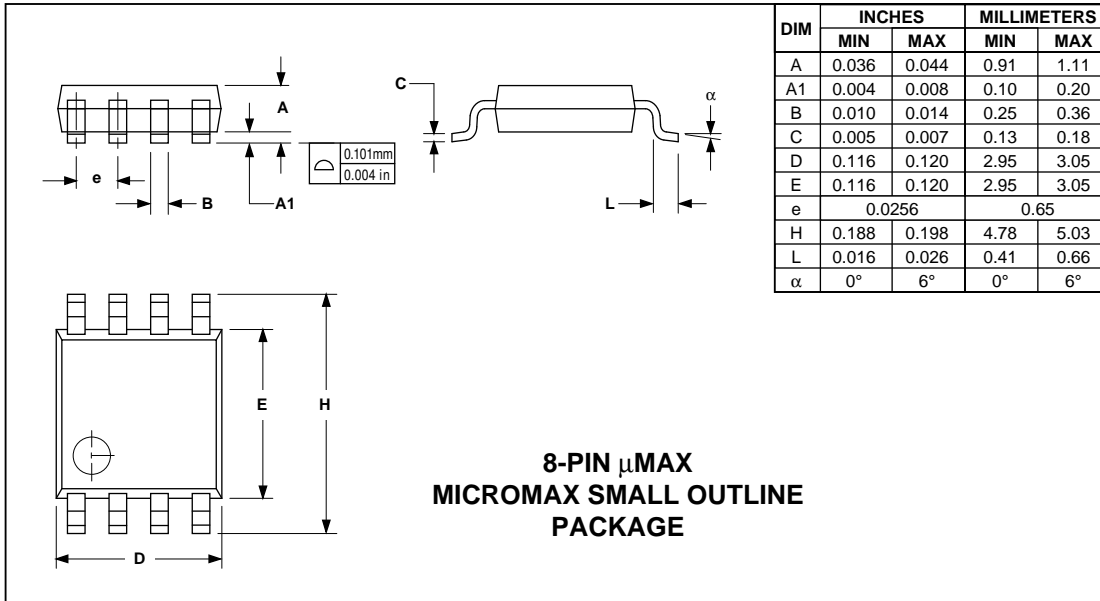 DIM INCHES MILLIMETERS
MIN MAX MIN MAX
A 0.036 0.044 0.91 1.11
A1 0.004 0.008 0.10 0.20
B 0.010 0.014 0.25 0.36
C 0.005 0.007 0.13 0.18
D 0.116 0.120 2.95 3.05
E 0.116 0.120 2.95 3.05
e 0.0256 0.65
H 0.188 0.198 4.78 5.03
L 0.016 0.026 0.41 0.66
α 0° 6° 0° 6°
A
C
α
0.101mm
0.004 in
e
B
A1
L
E
H
D
8-PIN μMAX
MICROMAX SMALL OUTLINE
PACKAGE